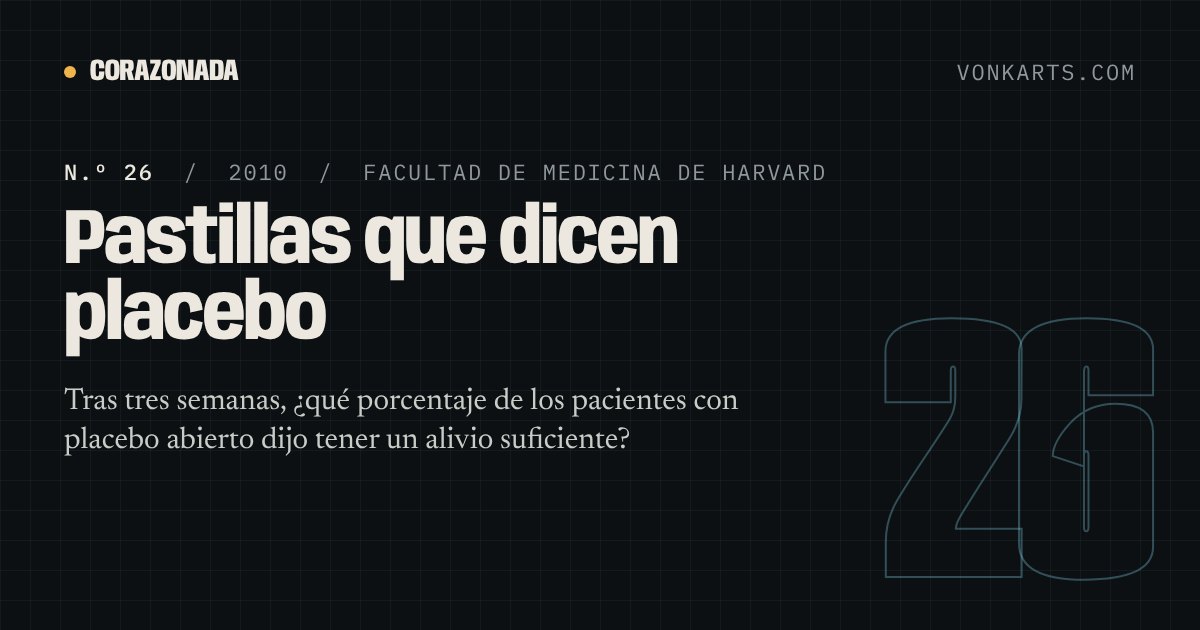 CORAZONADA
VONKARTS.COM
N.º 26 / 2010 / FACULTAD DE MEDICINA DE HARVARD
Pastillas que dicen
placebo
Tras tres semanas, ¿qué porcentaje de los pacientes con
placebo abierto dijo tener un alivio suficiente?
26